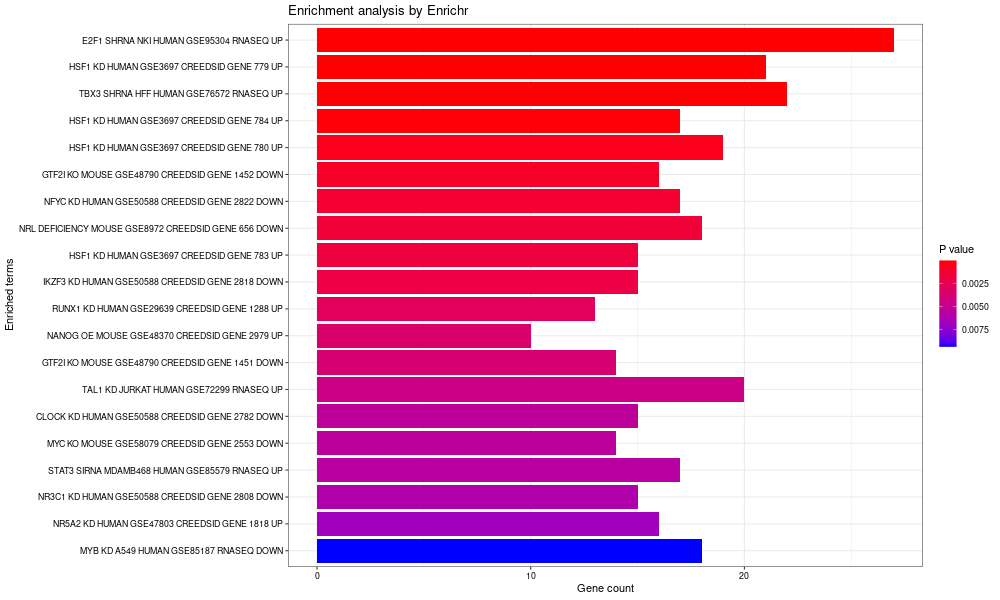 Enrichment analysis by Enrichr
E2F1 SHRNA NKI HUMAN GSE95304 RNASEQ UP
HSF1 KD HUMAN GSE3697 CREEDSID GENE 779 UP
TBX3 SHRNA HFF HUMAN GSE76572 RNASEQ UP
HSF1 KD HUMAN GSE3697 CREEDSID GENE 784 UP
HSF1 KD HUMAN GSE3697 CREEDSID GENE 780 UP
GTF2I KO MOUSE GSE48790 CREEDSID GENE 1452 DOWN
NFYC KD HUMAN GSE50588 CREEDSID GENE 2822 DOWN
NRL DEFICIENCY MOUSE GSE8972 CREEDSID GENE 656 DOWN
HSF1 KD HUMAN GSE3697 CREEDSID GENE 783 UP
IKZF3 KD HUMAN GSE50588 CREEDSID GENE 2818 DOWN
RUNX1 KD HUMAN GSE29639 CREEDSID GENE 1288 UP
NANOG OE MOUSE GSE48370 CREEDSID GENE 2979 UP
GTF2I KO MOUSE GSE48790 CREEDSID GENE 1451 DOWN
TAL1 KD JURKAT HUMAN GSE72299 RNASEQ UP
CLOCK KD HUMAN GSE50588 CREEDSID GENE 2782 DOWN
MYC KO MOUSE GSE58079 CREEDSID GENE 2553 DOWN
STAT3 SIRNA MDAMB468 HUMAN GSE85579 RNASEQ UP
NR3C1 KD HUMAN GSE50588 CREEDSID GENE 2808 DOWN
NR5A2 KD HUMAN GSE47803 CREEDSID GENE 1818 UP
MYB KD A549 HUMAN GSE85187 RNASEQ DOWN
Enriched terms
0 10 20
Gene count
P value
0.0025
0.0050
0.0075